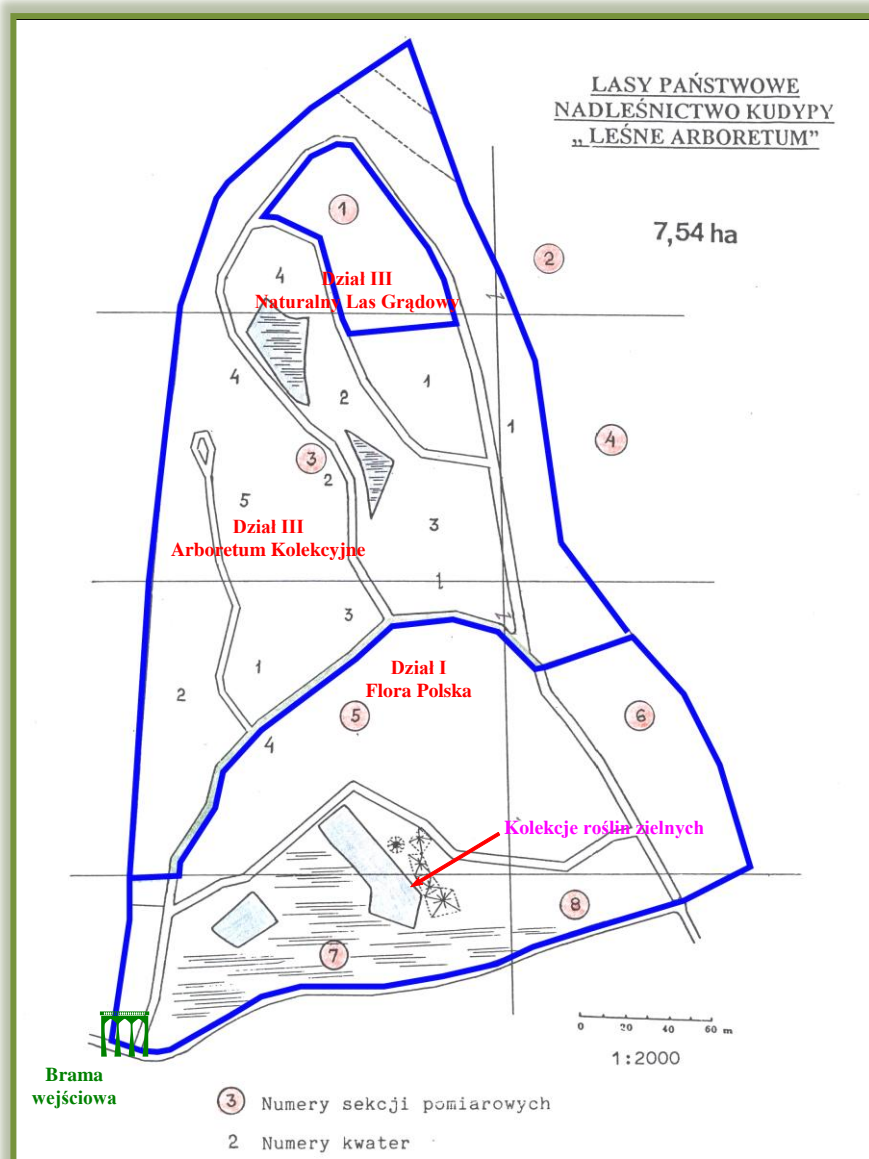 LASY PAŃSTWOWE
NADLEŚNICTWO KUDYPY
„LEŚNE ARBORETUM”
7,54 ha
1
2
4
Dział III
Naturalny Las Grądowy
4
2
1
1
4
3
2
5
3
Dział III
Arboretum Kolekcyjne
3
1
2
Dział I
Flora Polska
5
6
4
Kolekcje roślin zielnych
8
7
0 20 40 60 m
1:2000
Brama
wejściowa
3 Numery sekcji pomiarowych
2 Numery kwater